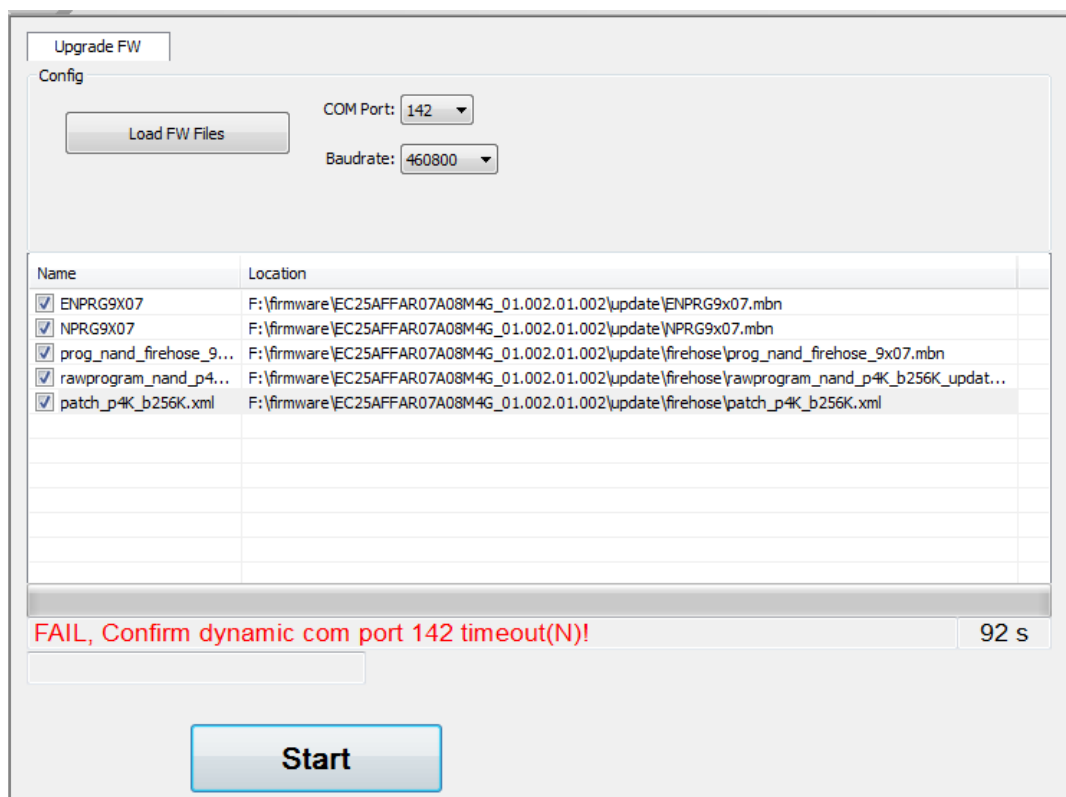 Upgrade FW
Config
Load FW Files
COM Port: 142
Baudrate: 460800
Name Location
ENPRG9X07 F:\firmware\EC25AFFAR07A08M4G_01.002.01.002\update\ENPRG9x07.mbn
NPRG9X07 F:\firmware\EC25AFFAR07A08M4G_01.002.01.002\update\NPRG9x07.mbn
prog_nand_firehose_9... F:\firmware\EC25AFFAR07A08M4G_01.002.01.002\update\firehose\prog_nand_firehose_9x07.mbn
rawprogram_nand_p4... F:\firmware\EC25AFFAR07A08M4G_01.002.01.002\update\firehose\rawprogram_nand_p4K_b256K_updat...
patch_p4K_b256K.xml F:\firmware\EC25AFFAR07A08M4G_01.002.01.002\update\firehose\patch_p4K_b256K.xml
FAIL, Confirm dynamic com port 142 timeout(N)! 92 s
Start